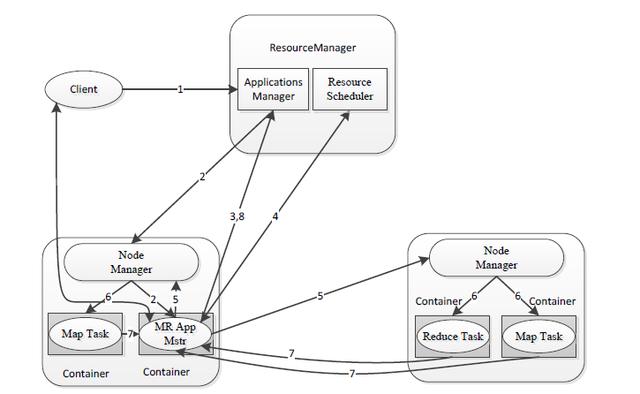 ResourceManager
Client
1
Applications
Manager
Resource
Scheduler
2
3,8
4
Node
Manager
6
2
5
Map Task
7
MR App
Mstr
Container
Container
5
Node
Manager
Container
6
6
Container
Reduce Task
Map Task
7
7